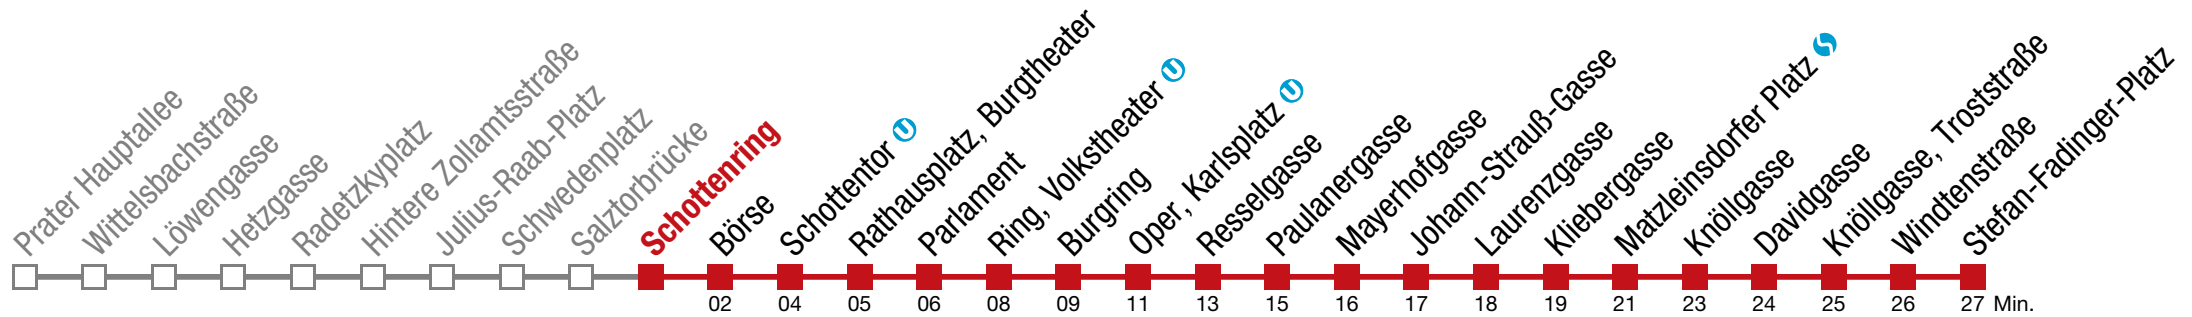 Prater Hauptallee
Wittelsbachstraße
Löwengasse
Hetzgasse
Radetzkyplatz
Hintere Zollamtsstraße
Julius-Raab-Platz
Schwedenplatz
Salztorbrücke
Schottenring
Börse
Schottentor U
Rathausplatz, Burgtheater
Parlament
Ring, Volkstheater U
Burgring
Oper, Karlsplatz U
Resselgasse
Paulanergasse
Mayerhofgasse
Johann-Strauß-Gasse
Laurenzgasse
Kliebergasse
Matzleinsdorfer Platz S
Knöllgasse
Davidgasse
Knöllgasse, Troststraße
Windtenstraße
Stefan-Fadinger-Platz
02 04 05 06 08 09 11 13 15 16 17 18 19 21 23 24 25 26 27 Min.